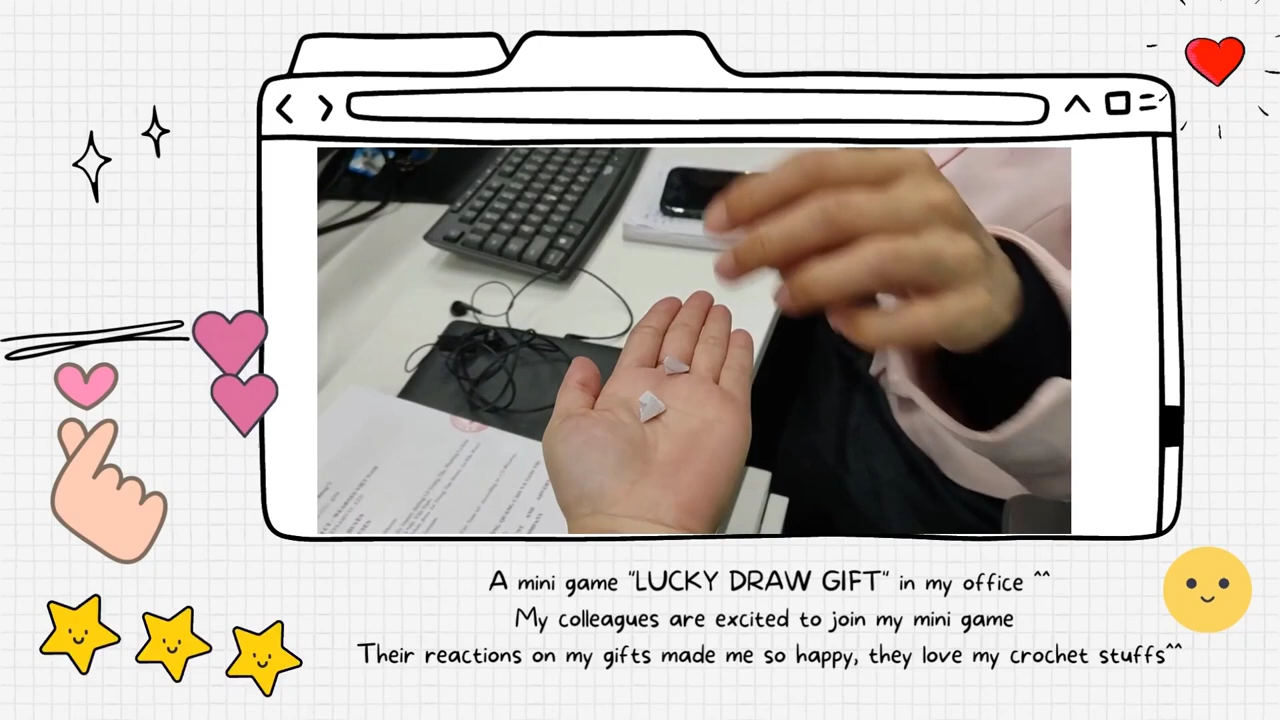 A mini game "LUCKY DRAW GIFT" in my office ^^
My colleagues are excited to join my mini game
Their reactions on my gifts made me so happy, they love my crochet stuffs^^